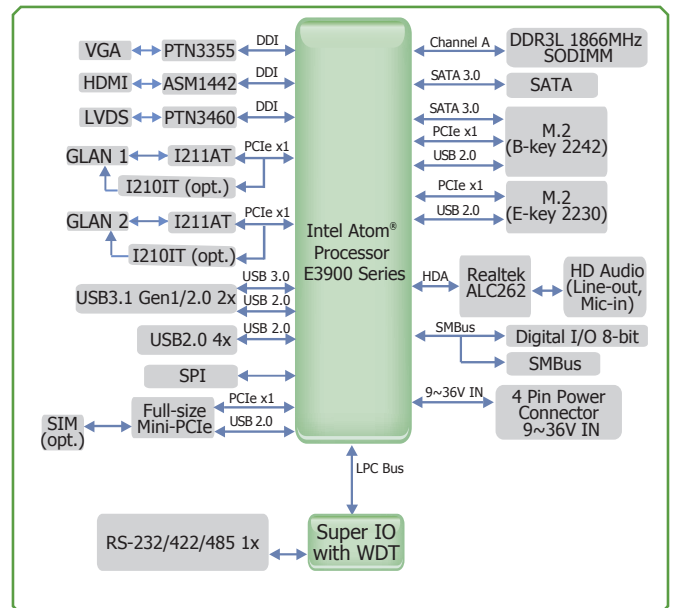 VGA
PTN3355
DDI
HDMI
ASM1442
DDI
LVDS
PTN3460
DDI
GLAN 1
I211AT
PCIe x1
I210IT (opt.)
GLAN 2
I211AT
PCIe x1
I210IT (opt.)
USB3.1 Gen1/2.0 2x
USB 3.0
USB 2.0
USB2.0 4x
USB 2.0
SPI
SIM
(opt.)
Full-size
Mini-PCIe
PCIe x1
USB 2.0
Intel Atom®
Processor
E3900 Series
Channel A
DDR3L 1866MHz
SODIMM
SATA 3.0
SATA
SATA 3.0
PCIe x1
USB 2.0
M.2
(B-key 2242)
PCIe x1
USB 2.0
M.2
(E-key 2230)
HDA
Realtek
ALC262
HD Audio
(Line-out,
Mic-in)
SMBus
Digital I/O 8-bit
SMBus
9~36V IN
4 Pin Power
Connector
9~36V IN
LPC Bus
RS-232/422/485 1x
Super IO
with WDT